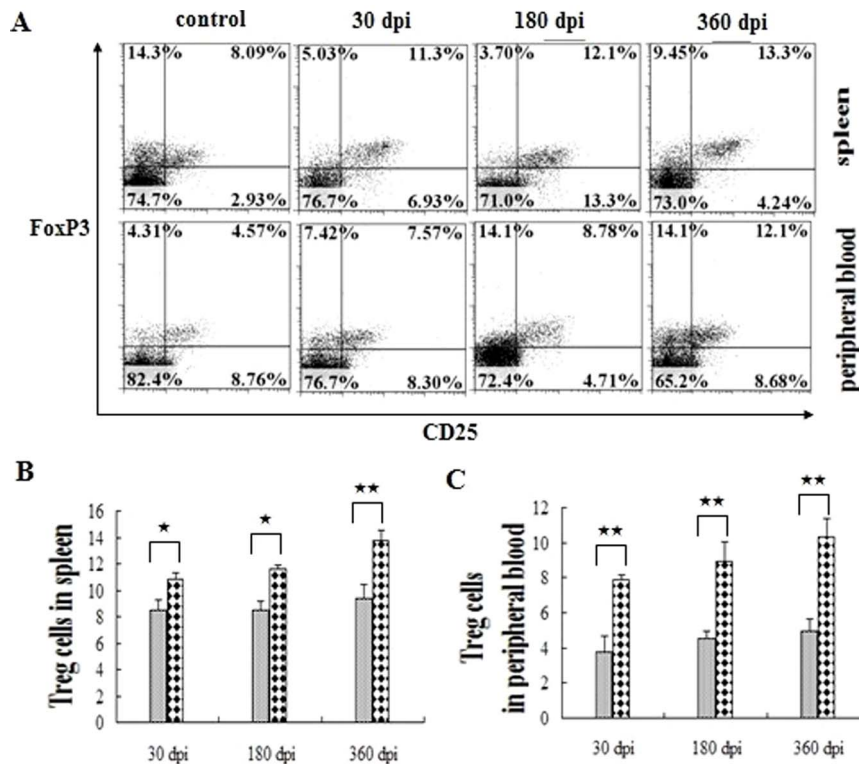 A
control 30 dpi 180 dpi 360 dpi
14.3% 8.09% 5.03% 11.3% 3.70% 12.1% 9.45% 13.3%
spleen
74.7% 2.93% 76.7% 6.93% 71.0% 13.3% 73.0% 4.24%
FoxP3
4.31% 4.57% 7.42% 7.57% 14.1% 8.78% 14.1% 12.1%
peripheral blood
82.4% 8.76% 76.7% 8.30% 72.4% 4.71% 65.2% 8.68%
CD25
B
Treg cells in spleen
16
14
12
10
8
6
4
2
0
★ ★ ★★
30 dpi 180 dpi 360 dpi
C
Treg cells
in peripheral blood
12
10
8
6
4
2
0
★★ ★★ ★★
30 dpi 180 dpi 360 dpi